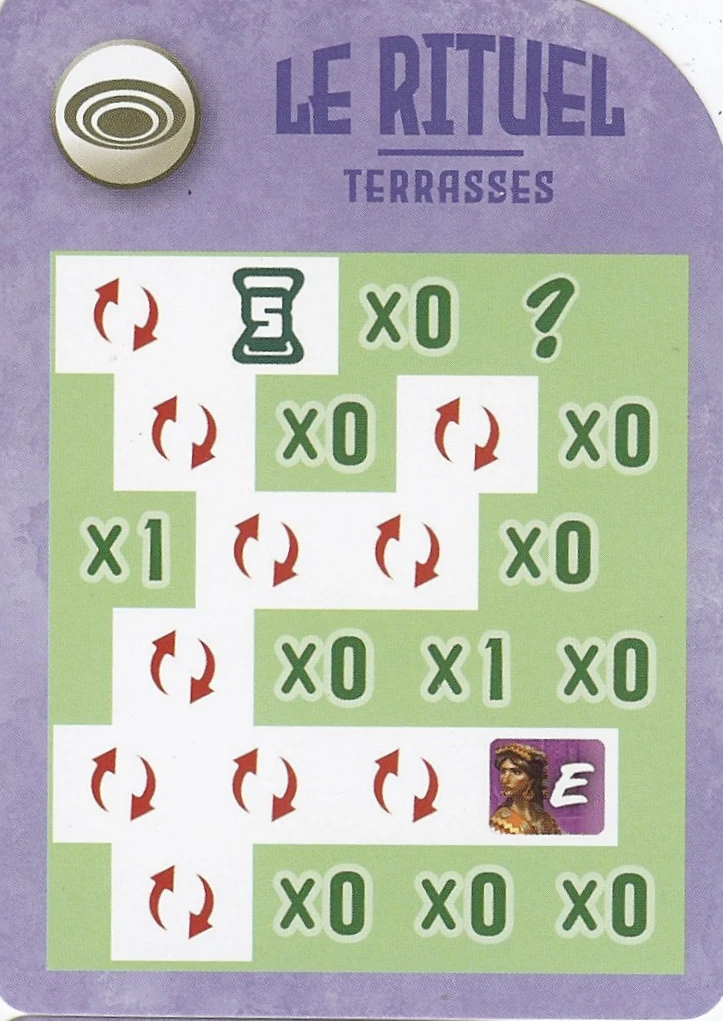 LE RITUEL
TERRASSES
5 x0 ?
x0 x0
x1 x0
x0 x1 x0
E
x0 x0 x0